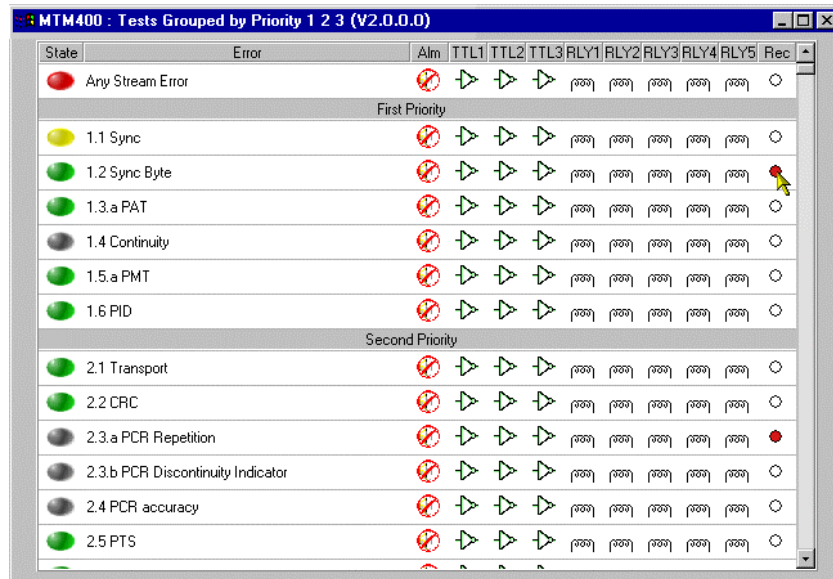 MTM400 : Tests Grouped by Priority 1 2 3 (V2.0.0.0)
State Error Alm TTL1 TTL2 TTL3 RLY1 RLY2 RLY3 RLY4 RLY5 Rec
Any Stream Error
First Priority
1.1 Sync
1.2 Sync Byte
1.3.a PAT
1.4 Continuity
1.5.a PMT
1.6 PID
Second Priority
2.1 Transport
2.2 CRC
2.3.a PCR Repetition
2.3.b PCR Discontinuity Indicator
2.4 PCR accuracy
2.5 PTS